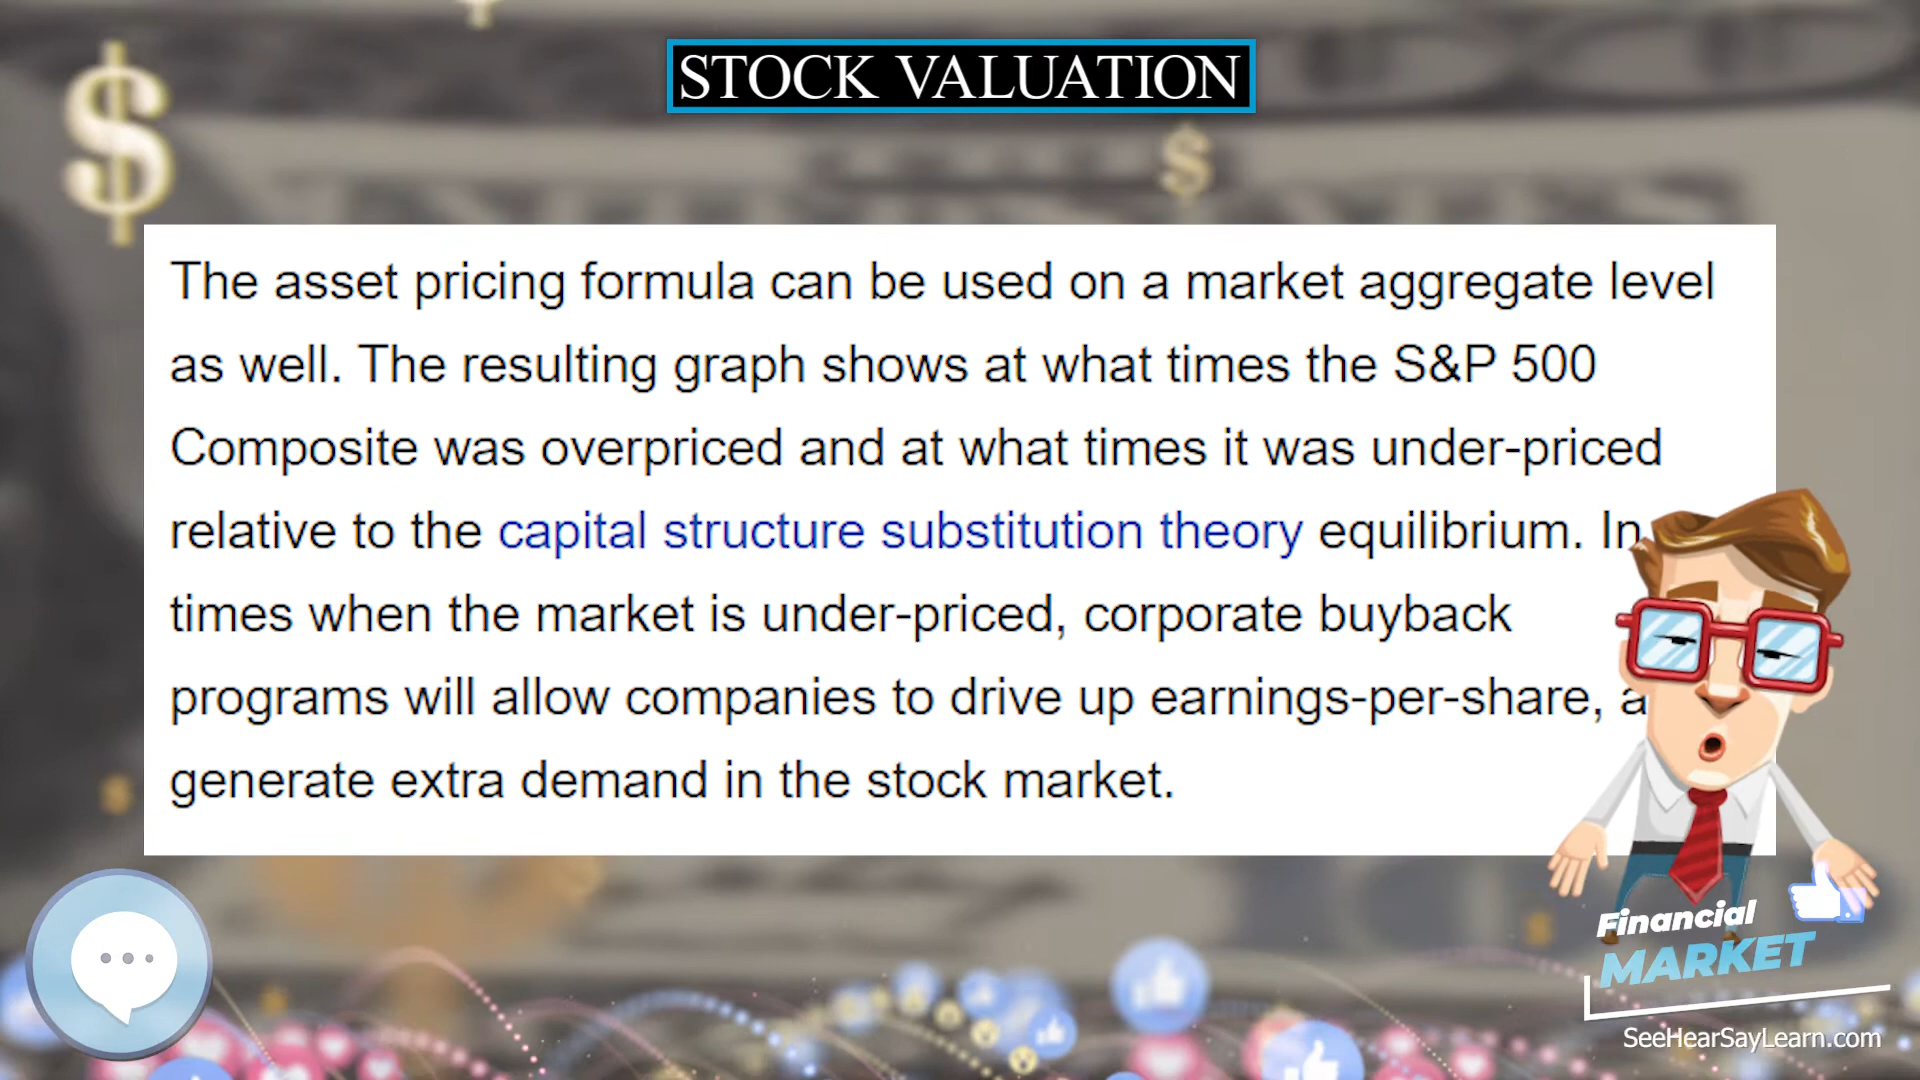 STOCK VALUATION
The asset pricing formula can be used on a market aggregate level
as well. The resulting graph shows at what times the S&P 500
Composite was overpriced and at what times it was under-priced
relative to the capital structure substitution theory equilibrium. In
times when the market is under-priced, corporate buyback
programs will allow companies to drive up earnings-per-share,
generate extra demand in the stock market.
Financial
MARKET
SeeHearSayLearn.com